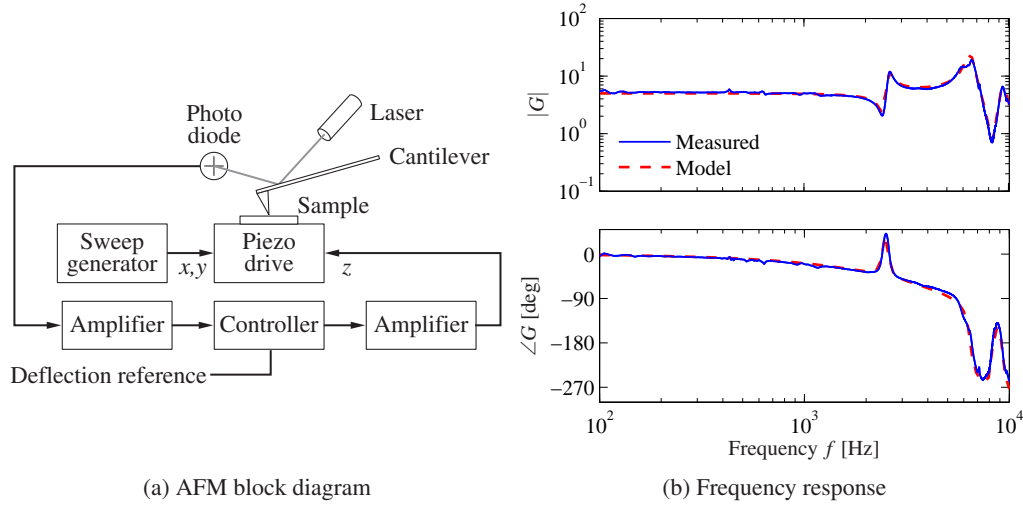 Photo
diode
Laser
Cantilever
Sample
Sweep
generator
x,y
Piezo
drive
z
Amplifier
Controller
Amplifier
Deflection reference
(a) AFM block diagram
10^2
10^1
10^0
10^−1
|G|
Measured
Model
0
−90
−180
−270
∠G [deg]
10^2
10^3
10^4
Frequency f [Hz]
(b) Frequency response